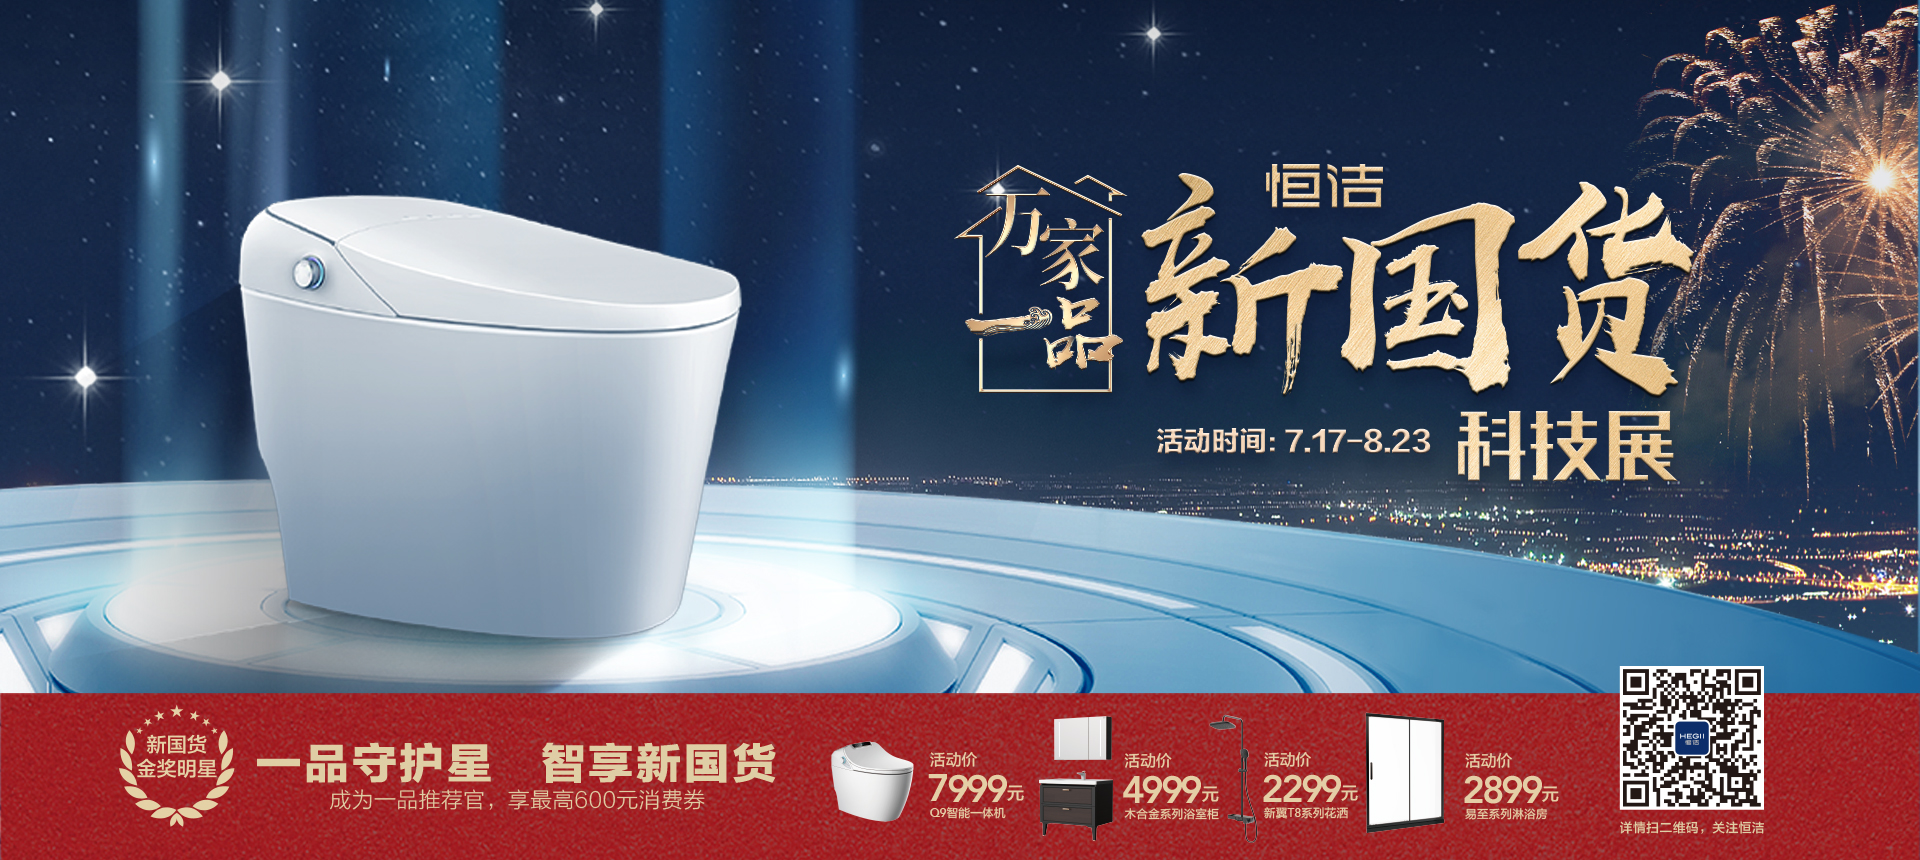 万家一品
恒洁
新国货
活动时间: 7.17-8.23
科技展
新国货
金奖明星
一品守护星 智享新国货
成为一品推荐官，享最高600元消费券
活动价
7999元
Q9智能一体机
活动价
4999元
木合金系列浴室柜
活动价
2299元
新翼T8系列花洒
活动价
2899元
易至系列淋浴房
HEGII
恒洁
详情扫二维码，关注恒洁